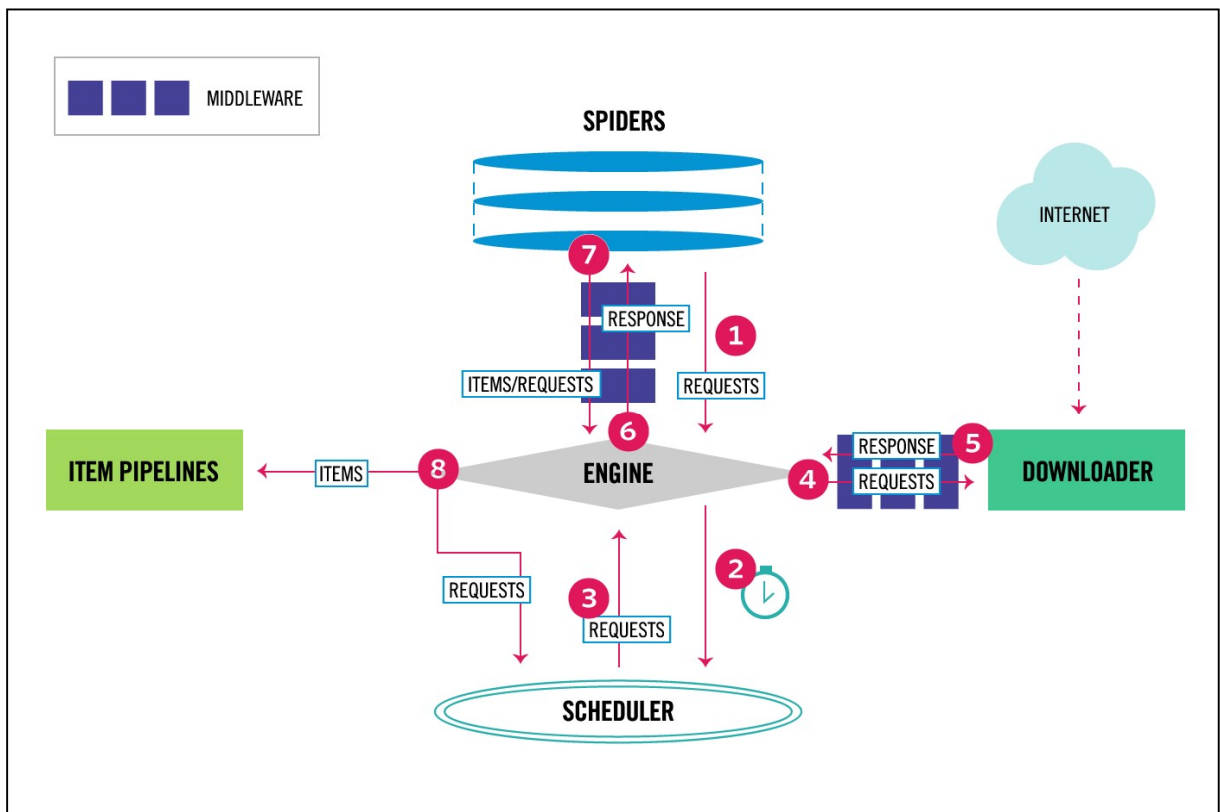 MIDDLEWARE
SPIDERS
INTERNET
7
RESPONSE
1
ITEMS/REQUESTS
REQUESTS
6
RESPONSE
5
ITEM PIPELINES
ITEMS
8
ENGINE
4
REQUESTS
DOWNLOADER
2
REQUESTS
3
REQUESTS
SCHEDULER